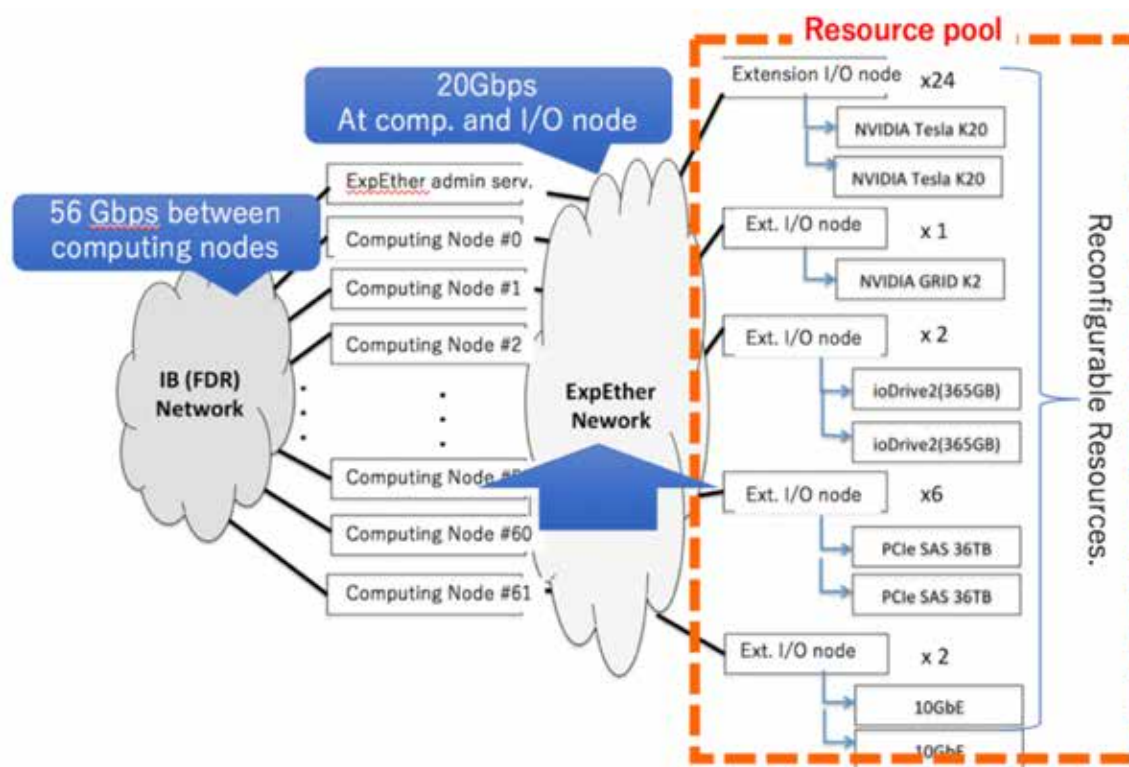 Resource pool
20Gbps
At comp. and I/O node
56 Gbps between
computing nodes
ExpEther admin serv.
Computing Node #0
Computing Node #1
Computing Node #2
Computing Node
Computing Node #60
Computing Node #61
IB (FDR)
Network
ExpEther
Nework
Extension I/O node
x24
NVIDIA Tesla K20
NVIDIA Tesla K20
Ext. I/O node
x 1
NVIDIA GRID K2
Ext. I/O node
x 2
ioDrive2(365GB)
ioDrive2(365GB)
Ext. I/O node
x6
PCIe SAS 36TB
PCIe SAS 36TB
Ext. I/O node
x 2
10GbE
10GbE
Reconfigurable Resources.